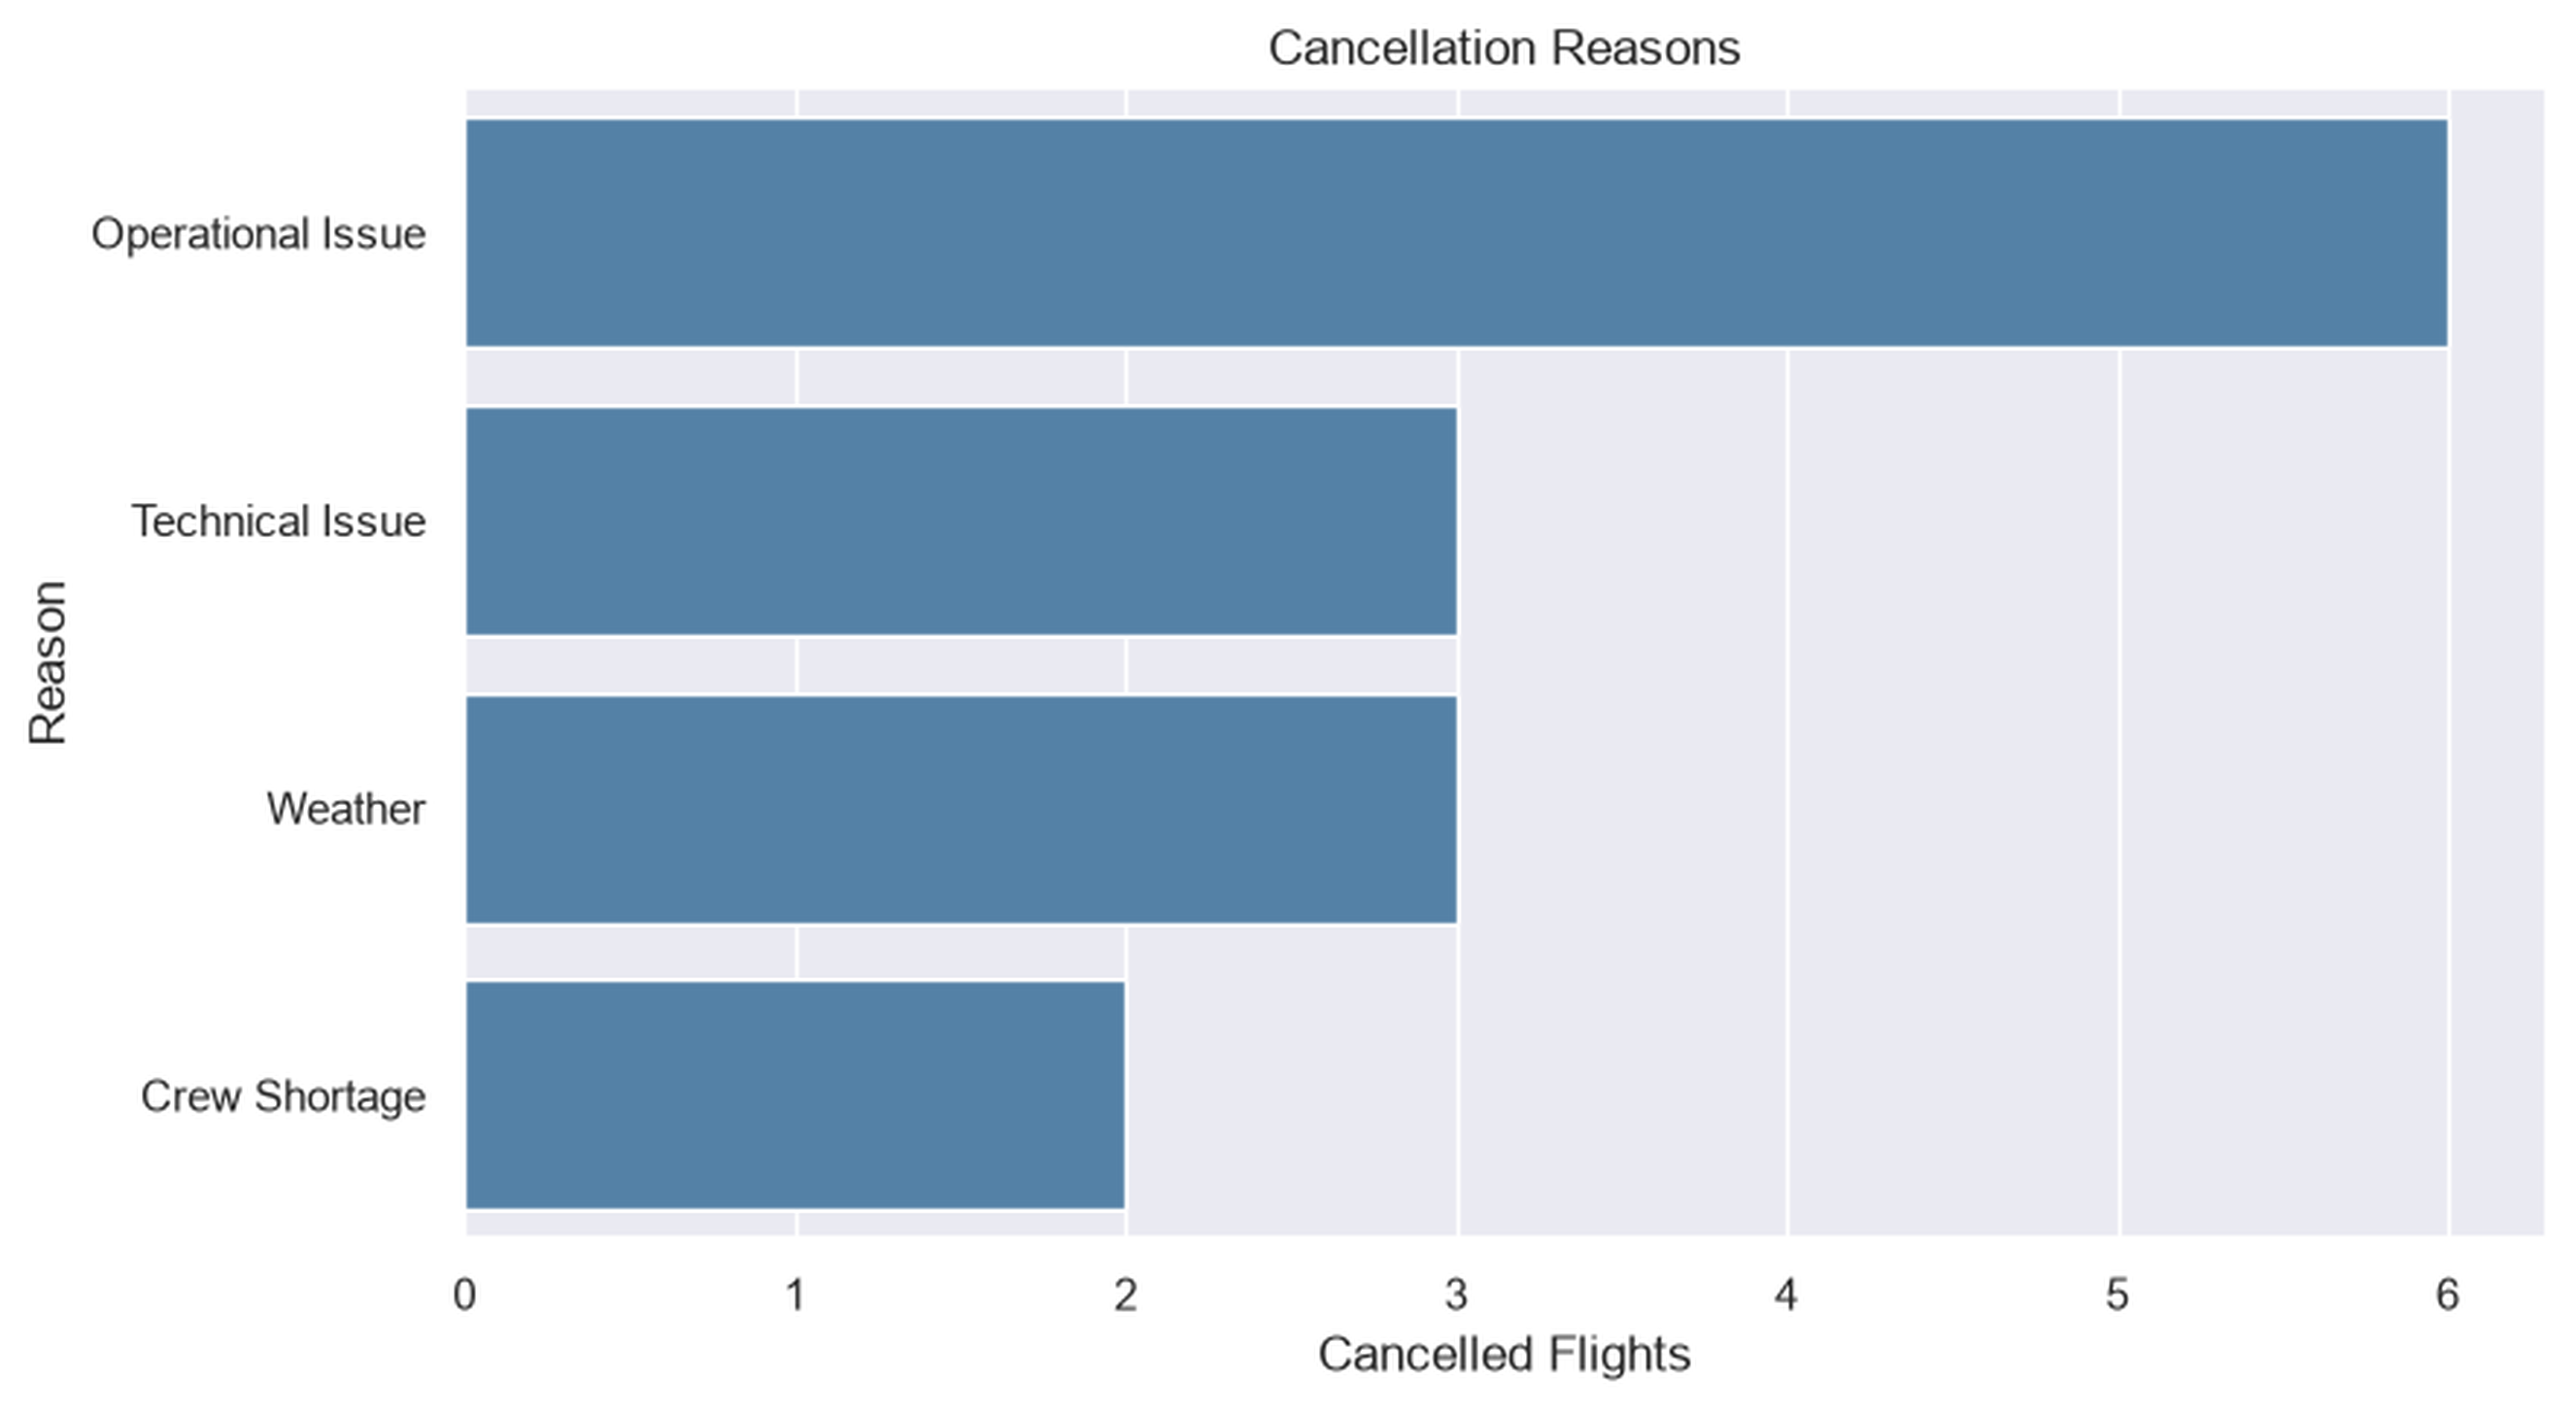 Cancellation Reasons
Operational Issue
Technical Issue
Weather
Crew Shortage
Reason
0 1 2 3 4 5 6
Cancelled Flights